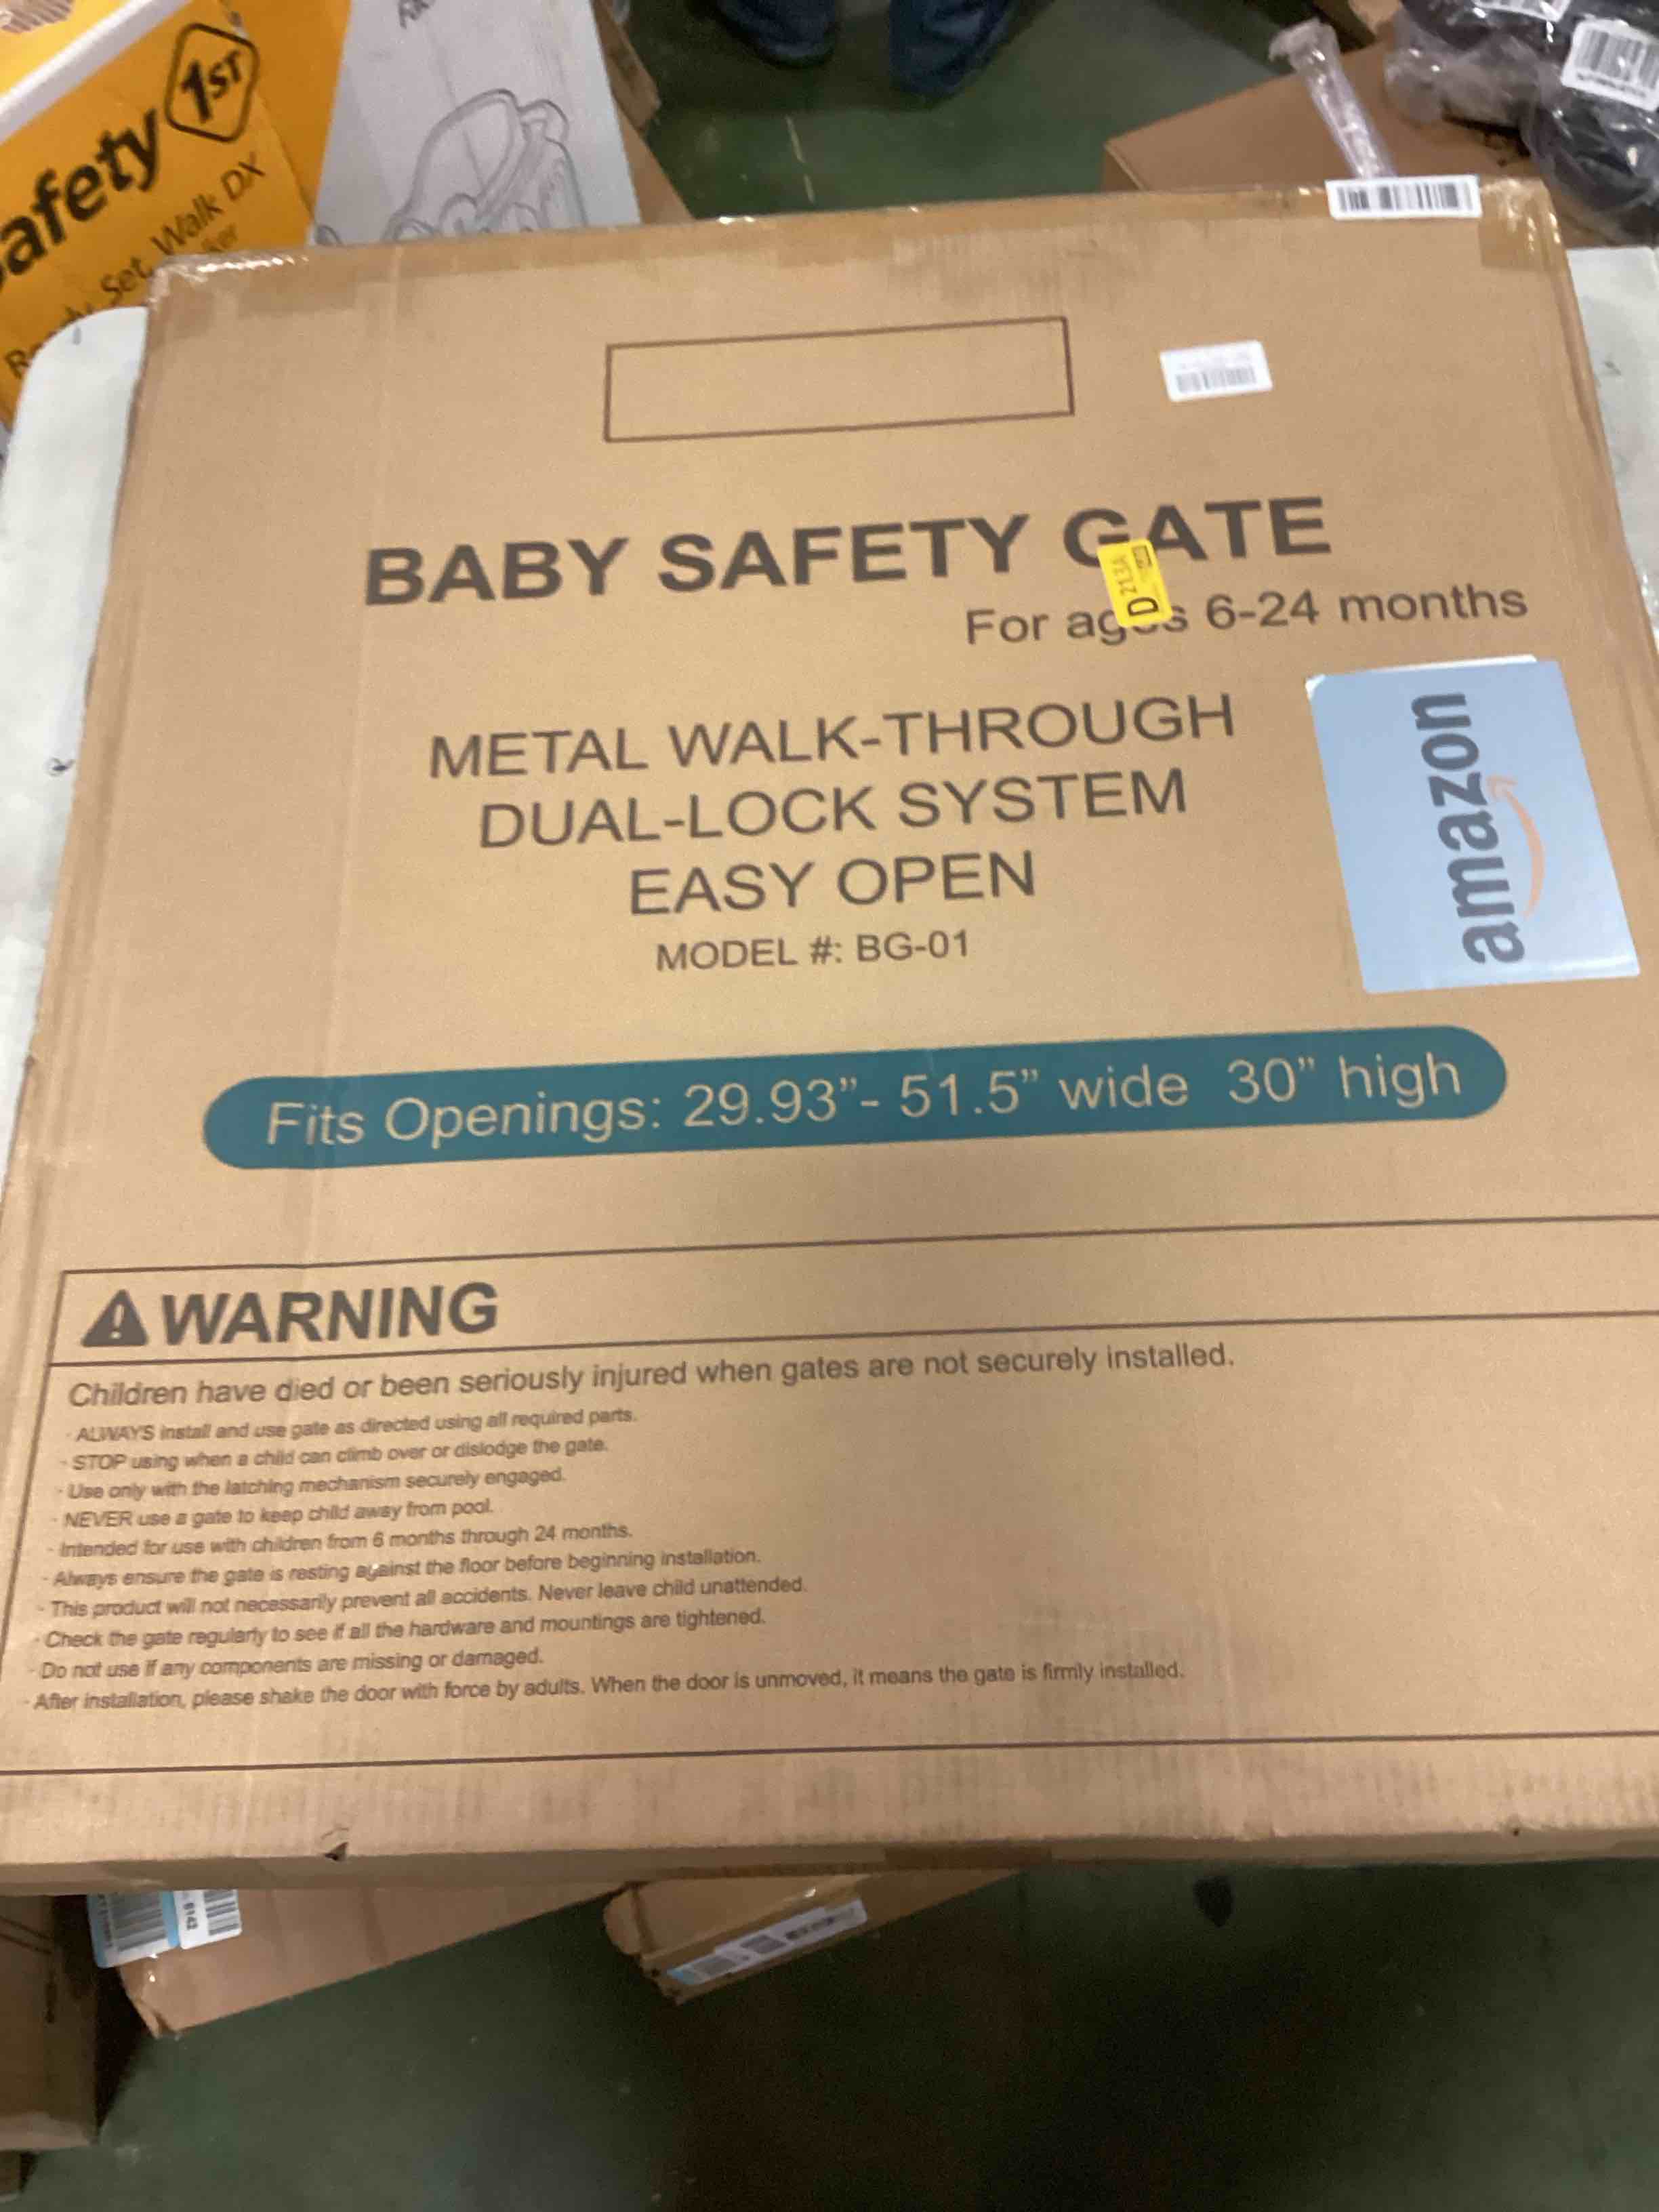 Safety 1ST
Ready, Set, Walk DX
BABY SAFETY GATE
For ages 6-24 months
D
213A
METAL WALK-THROUGH
DUAL-LOCK SYSTEM
EASY OPEN
MODEL #: BG-01
amazon
Fits Openings: 29.93”- 51.5” wide 30” high
WARNING
Children have died or been seriously injured when gates are not securely installed.
· ALWAYS install and use gate as directed using all required parts.
· STOP using when a child can climb over or dislodge the gate.
· Use only with the latching mechanism securely engaged.
· NEVER use a gate to keep child away from pool.
· Intended for use with children from 6 months through 24 months.
· Always ensure the gate is resting against the floor before beginning installation.
· This product will not necessarily prevent all accidents. Never leave child unattended.
· Check the gate regularly to see if all the hardware and mountings are tightened.
· Do not use if any components are missing or damaged.
· After installation, please shake the door with force by adults. When the door is unmoved, it means the gate is firmly installed.
8142